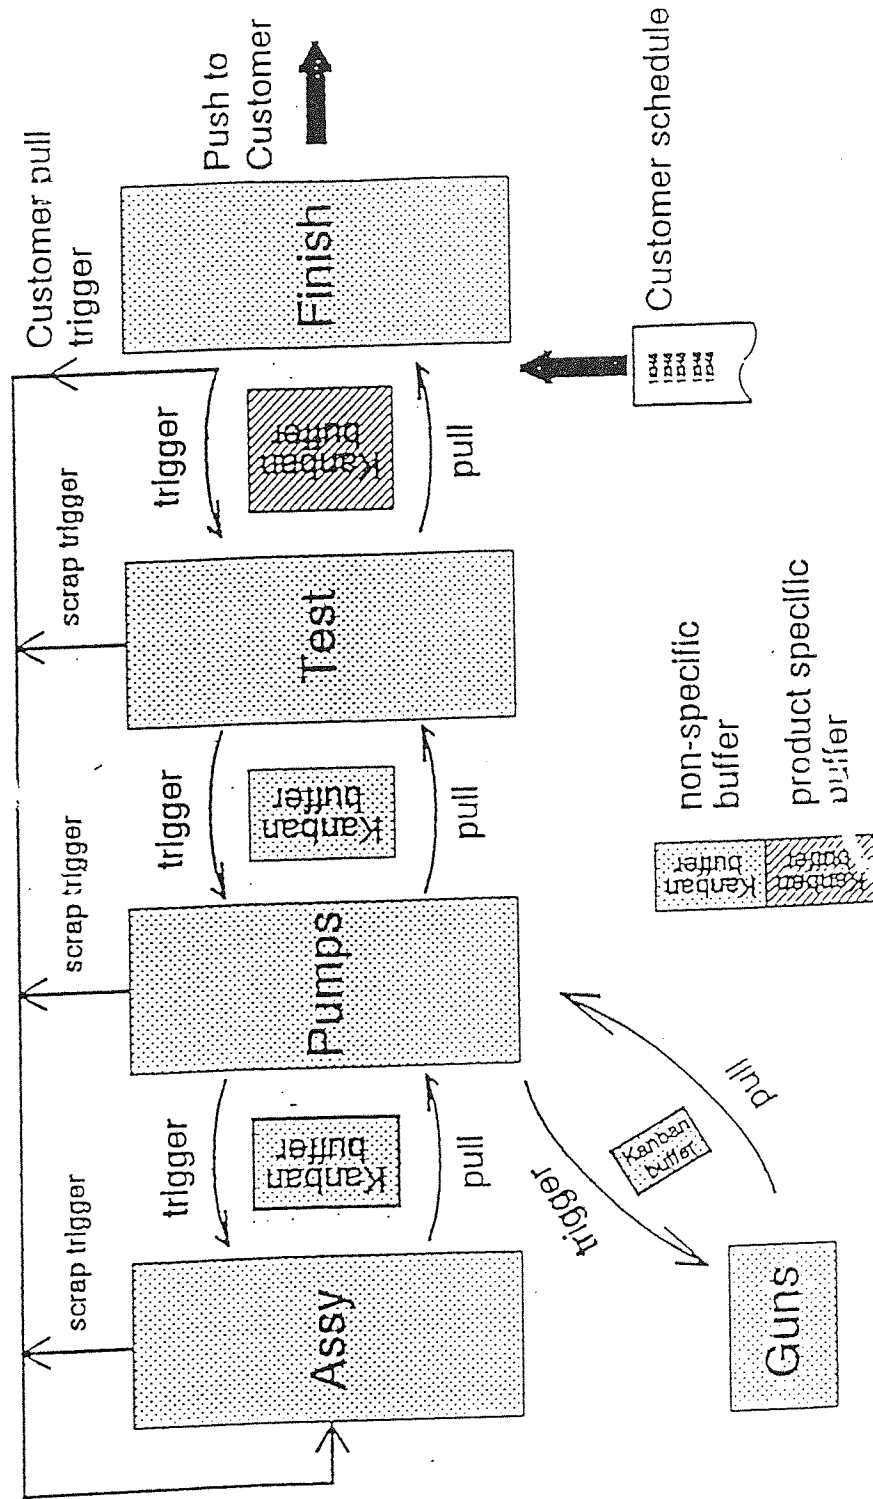 Customer pull
trigger
scrap trigger
scrap trigger
scrap trigger
Push to
Customer
trigger
trigger
trigger
Assy
Kanban
buffer
Pumps
Kanban
buffer
Test
Kanban
buffer
Finish
pull
pull
pull
trigger
Kanban
buffer
pull
Guns
Customer schedule
Kanban
buffer
non-specific
buffer
Kanban
buffer
product specific
buffer